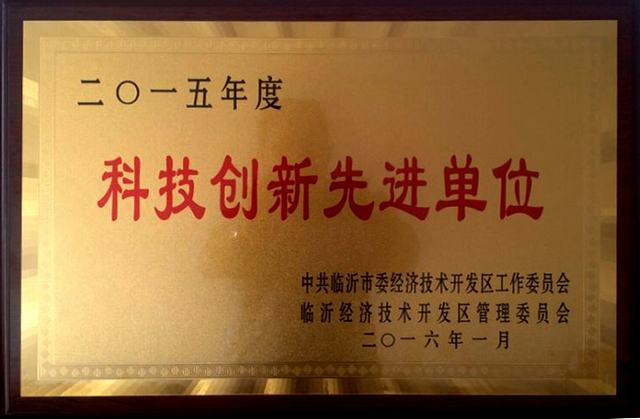 二〇一五年度
科技创新先进单位
中共临沂市委经济技术开发区工作委员会
临沂经济技术开发区管理委员会
二〇一六年一月